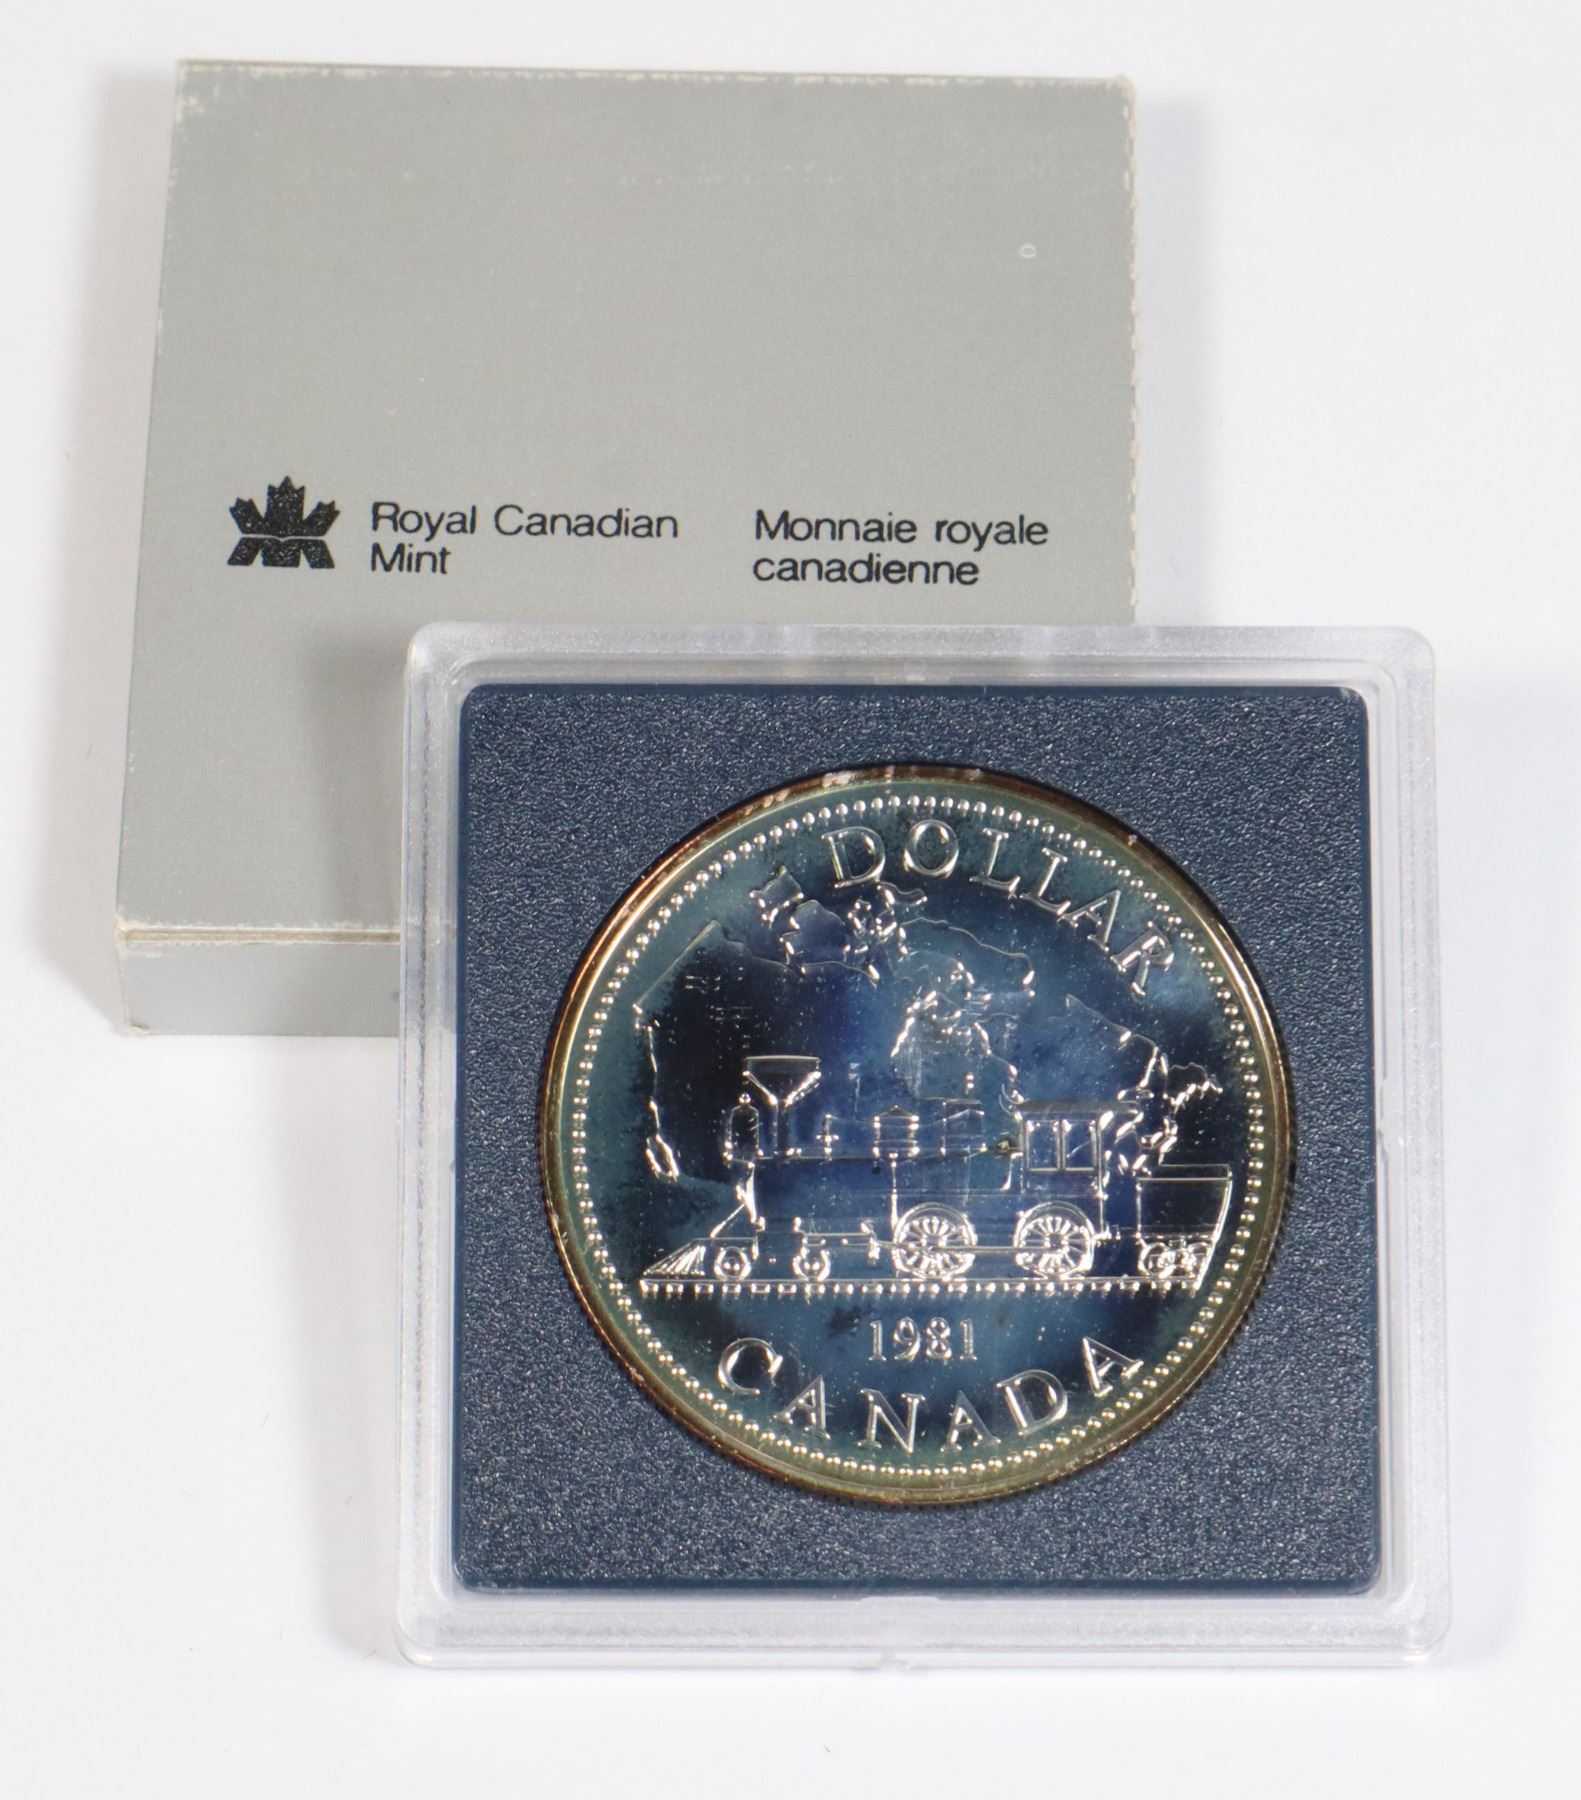 Royal Canadian
Mint
Monnaie royale
canadienne
DOLLAR
1981
CANADA